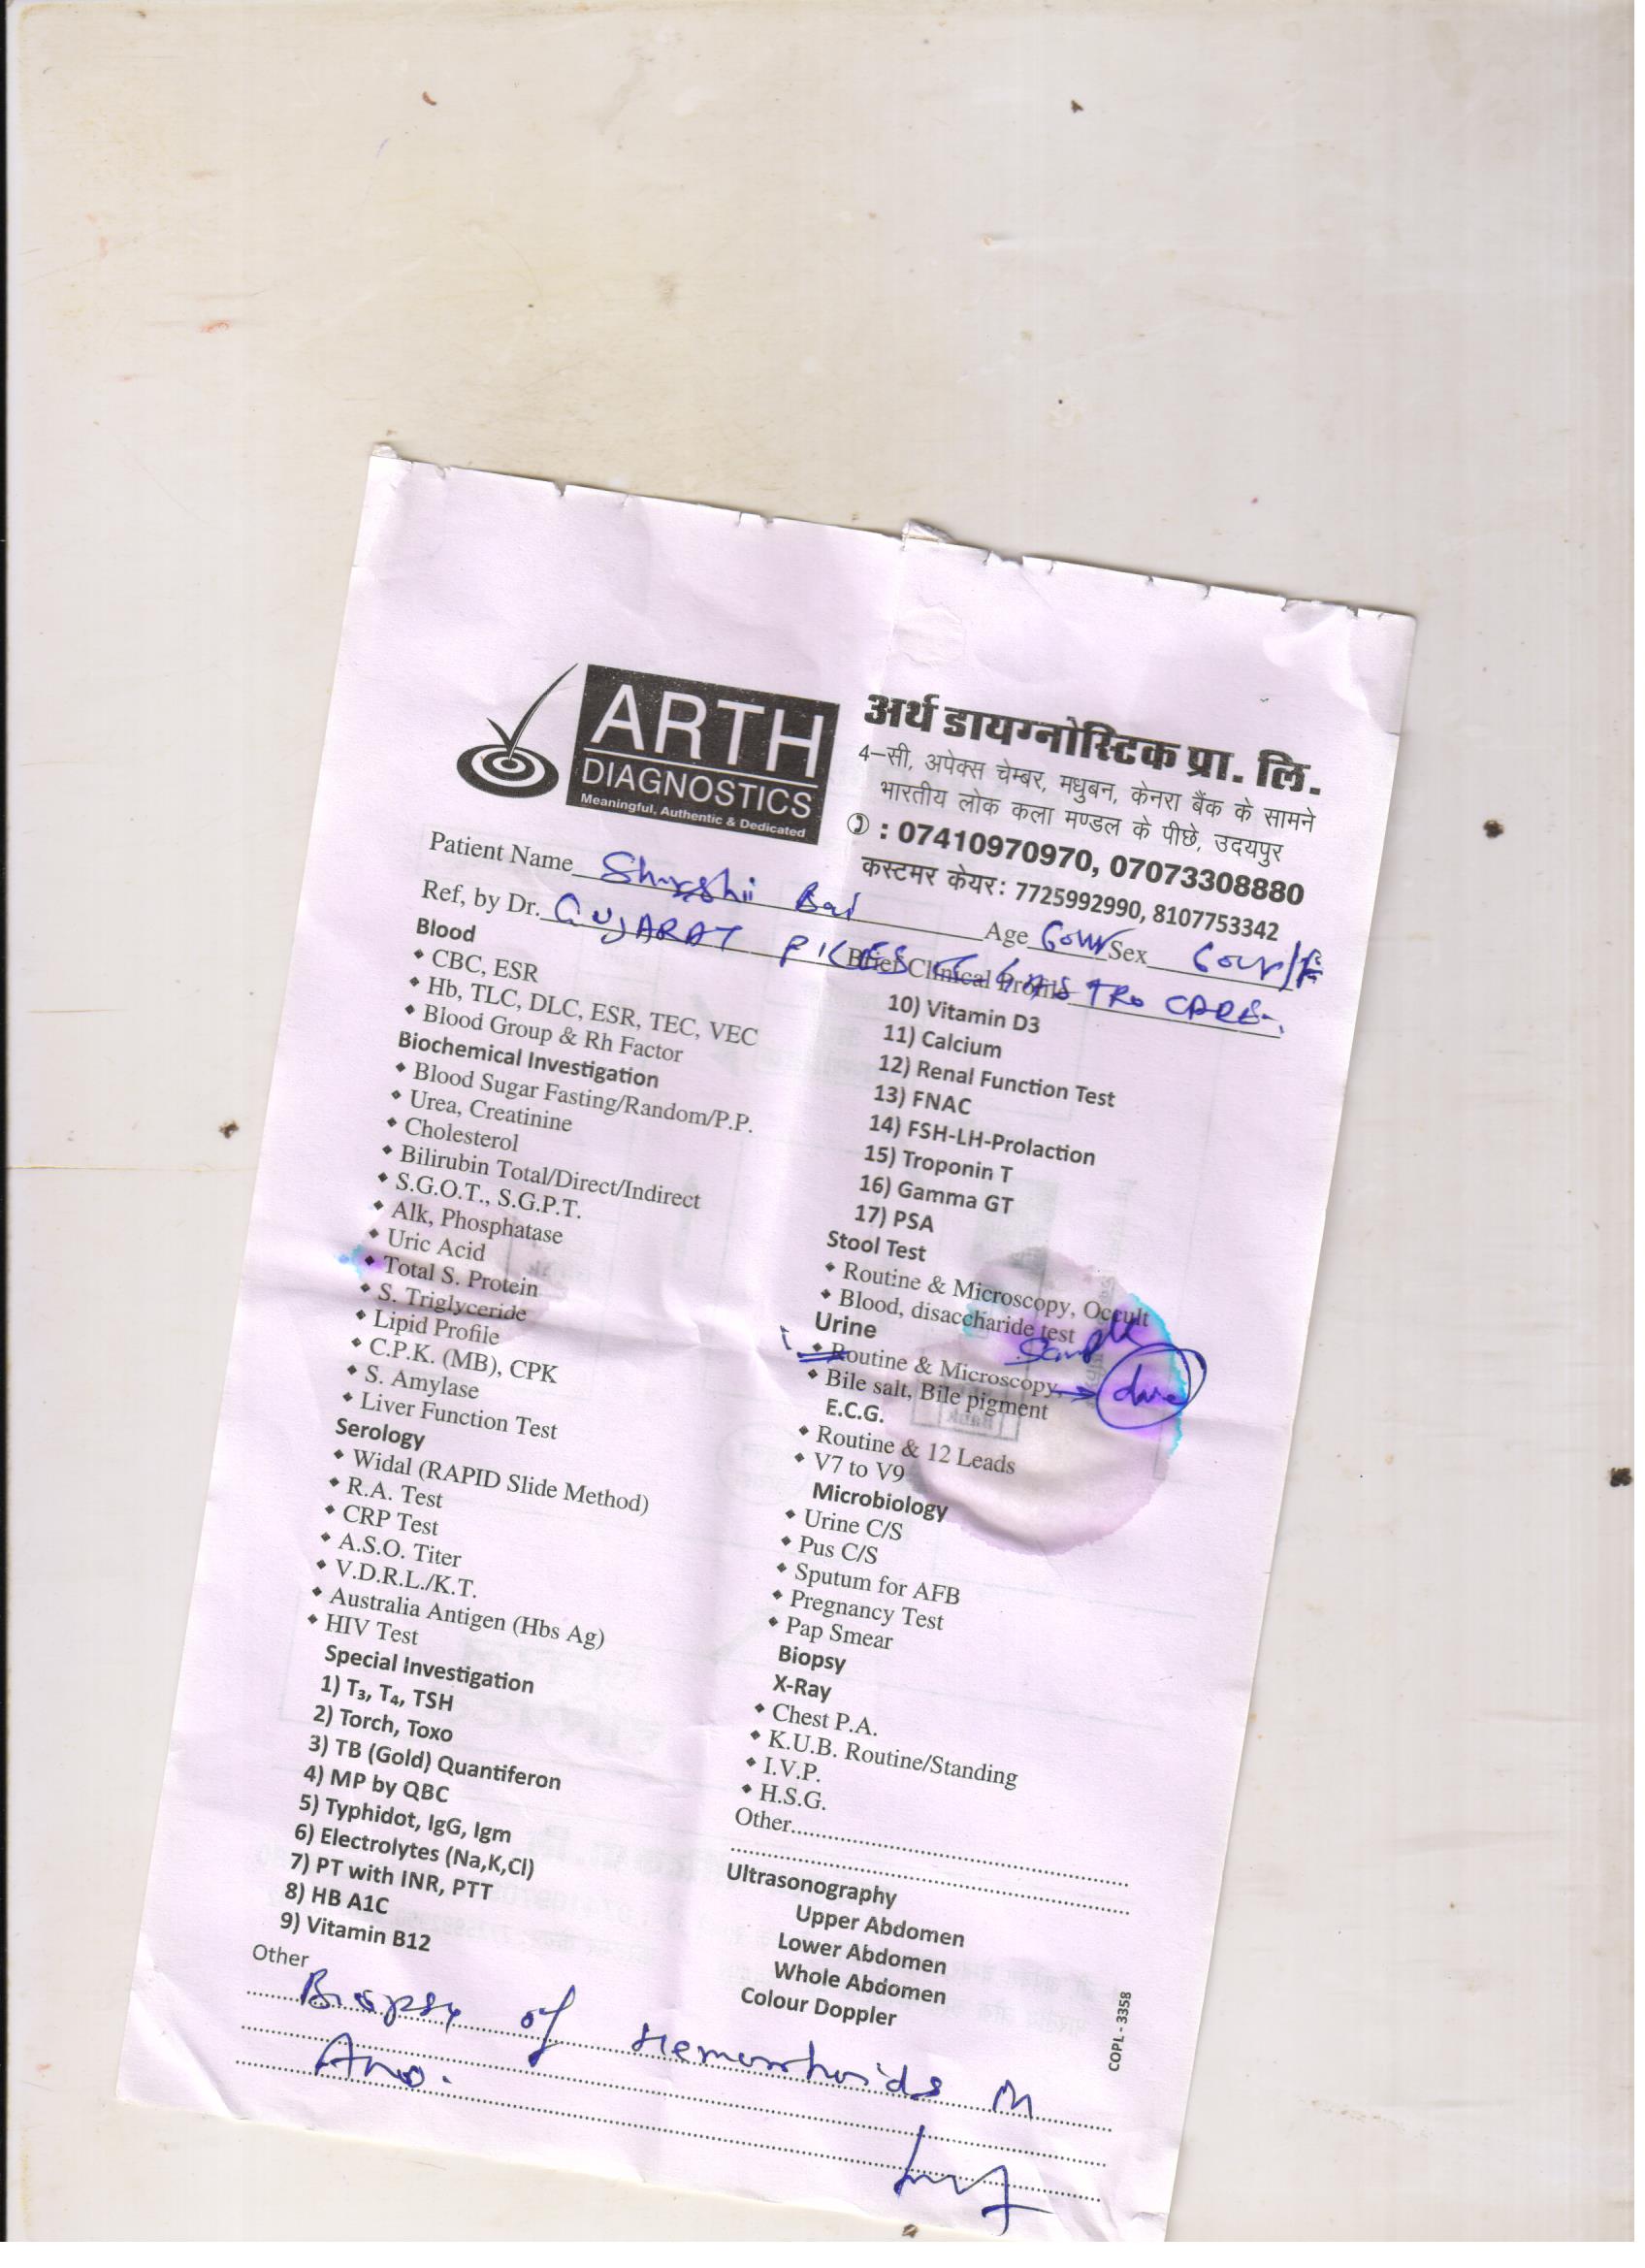 ARTH
DIAGNOSTICS
Meaningful, Authentic & Dedicated
अर्थ डायग्नोस्टिक प्रा. लि.
4–सी, अपेक्स चेम्बर, मधुबन, केनरा बैंक के सामने
भारतीय लोक कला मण्डल के पीछे, उदयपुर
: 07410970970, 07073308880
कस्टमर केयर: 7725992990, 8107753342
Patient Name Bai Age Sex
Ref, by Dr. GUJARAT PILES & GASTRO CARE
Brief Clinical Profile
Blood
• CBC, ESR
• Hb, TLC, DLC, ESR, TEC, VEC
• Blood Group & Rh Factor
Biochemical Investigation
• Blood Sugar Fasting/Random/P.P.
• Urea, Creatinine
• Cholesterol
• Bilirubin Total/Direct/Indirect
• S.G.O.T., S.G.P.T.
• Alk, Phosphatase
• Uric Acid
• Total S. Protein
• S. Triglyceride
• Lipid Profile
• C.P.K. (MB), CPK
• S. Amylase
• Liver Function Test
Serology
• Widal (RAPID Slide Method)
• R.A. Test
• CRP Test
• A.S.O. Titer
• V.D.R.L./K.T.
• Australia Antigen (Hbs Ag)
• HIV Test
Special Investigation
1) T₃, T₄, TSH
2) Torch, Toxo
3) TB (Gold) Quantiferon
4) MP by QBC
5) Typhidot, IgG, Igm
6) Electrolytes (Na,K,Cl)
7) PT with INR, PTT
8) HB A1C
9) Vitamin B12
10) Vitamin D3
11) Calcium
12) Renal Function Test
13) FNAC
14) FSH-LH-Prolaction
15) Troponin T
16) Gamma GT
17) PSA
Stool Test
• Routine & Microscopy, Occult
• Blood, disaccharide test
Urine
Sample
• Routine & Microscopy, → due
• Bile salt, Bile pigment
E.C.G.
• Routine & 12 Leads
• V7 to V9
Microbiology
• Urine C/S
• Pus C/S
• Sputum for AFB
• Pregnancy Test
• Pap Smear
Biopsy
X-Ray
• Chest P.A.
• K.U.B. Routine/Standing
• I.V.P.
• H.S.G.
Other
Ultrasonography
Upper Abdomen
Lower Abdomen
Whole Abdomen
Colour Doppler
COPL - 3358
Other
Biopsy of Hemorrhoids